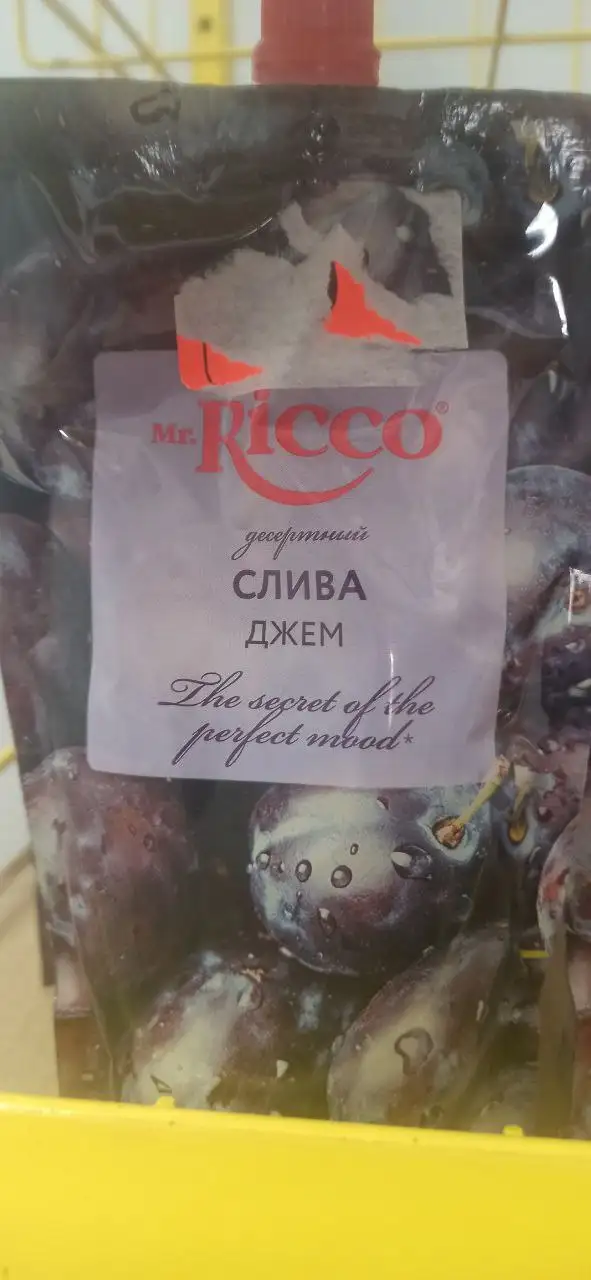 Mr. Ricco®
десертный
СЛИВА
ДЖЕМ
The secret of the
perfect mood*